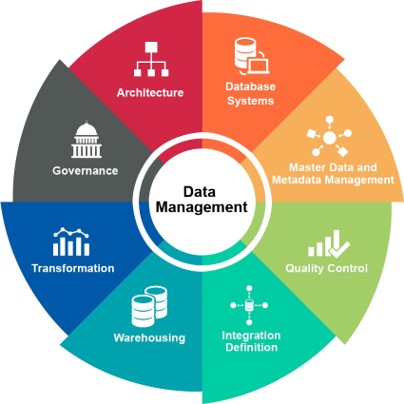 Data
Management
Database
Systems
Master Data and
Metadata Management
Quality Control
Integration
Definition
Warehousing
Transformation
Governance
Architecture